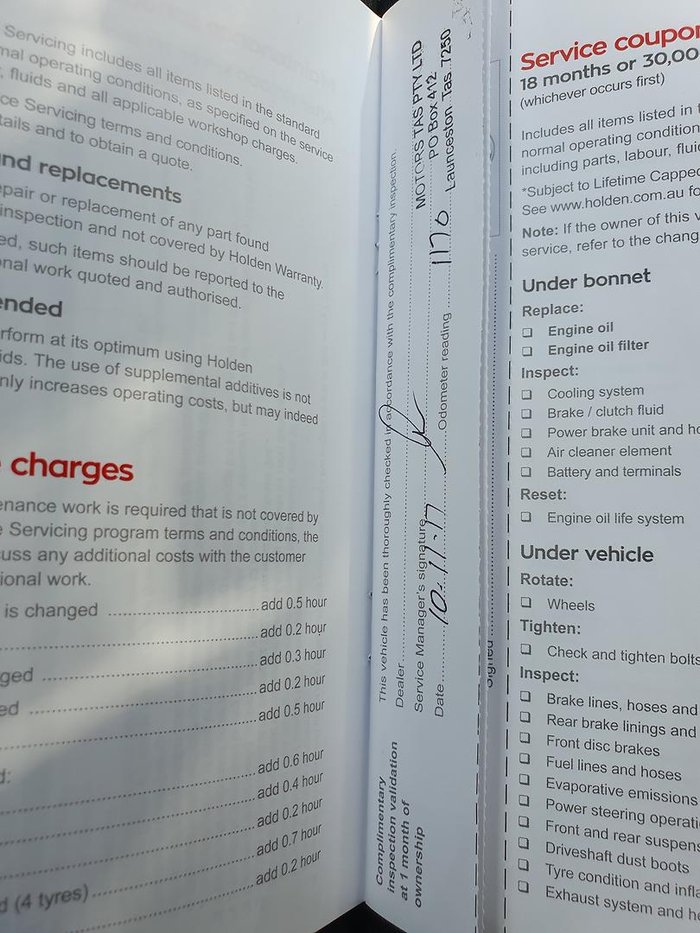 Servicing includes all items listed in the standard
mal operating conditions, as specified on the service
, fluids and all applicable workshop charges.
ce Servicing terms and conditions.
tails and to obtain a quote.
nd replacements
epair or replacement of any part found
inspection and not covered by Holden Warranty.
ed, such items should be reported to the
onal work quoted and authorised.
ended
rform at its optimum using Holden
ids. The use of supplemental additives is not
nly increases operating costs, but may indeed
charges
enance work is required that is not covered by
e Servicing program terms and conditions, the
cuss any additional costs with the customer
ional work.
is changed ................................ add 0.5 hour
................................ add 0.2 hour
ged ................................ add 0.3 hour
ed ................................ add 0.2 hour
................................ add 0.5 hour
d:
................................ add 0.6 hour
................................ add 0.4 hour
................................ add 0.2 hour
................................ add 0.7 hour
d (4 tyres) ................................ add 0.2 hour
Complimentary
inspection validation
at 1 month of
ownership
This vehicle has been thoroughly checked in accordance with the complimentary inspection.
Dealer
MOTORS TAS PTY LTD
PO Box 412
Launceston Tas 7250
Service Manager's signature
Date 10.11.17 Odometer reading 1170
Signed
Service coupo
18 months or 30,00
(whichever occurs first)
Includes all items listed in t
normal operating condition
including parts, labour, fluid
*Subject to Lifetime Cappe
See www.holden.com.au fo
Note: If the owner of this v
service, refer to the chang
Under bonnet
Replace:
❑ Engine oil
❑ Engine oil filter
Inspect:
❑ Cooling system
❑ Brake / clutch fluid
❑ Power brake unit and ho
❑ Air cleaner element
❑ Battery and terminals
Reset:
❑ Engine oil life system
Under vehicle
Rotate:
❑ Wheels
Tighten:
❑ Check and tighten bolts
Inspect:
❑ Brake lines, hoses and
❑ Rear brake linings and
❑ Front disc brakes
❑ Fuel lines and hoses
❑ Evaporative emissions
❑ Power steering operati
❑ Front and rear suspens
❑ Driveshaft dust boots
❑ Tyre condition and infla
❑ Exhaust system and he